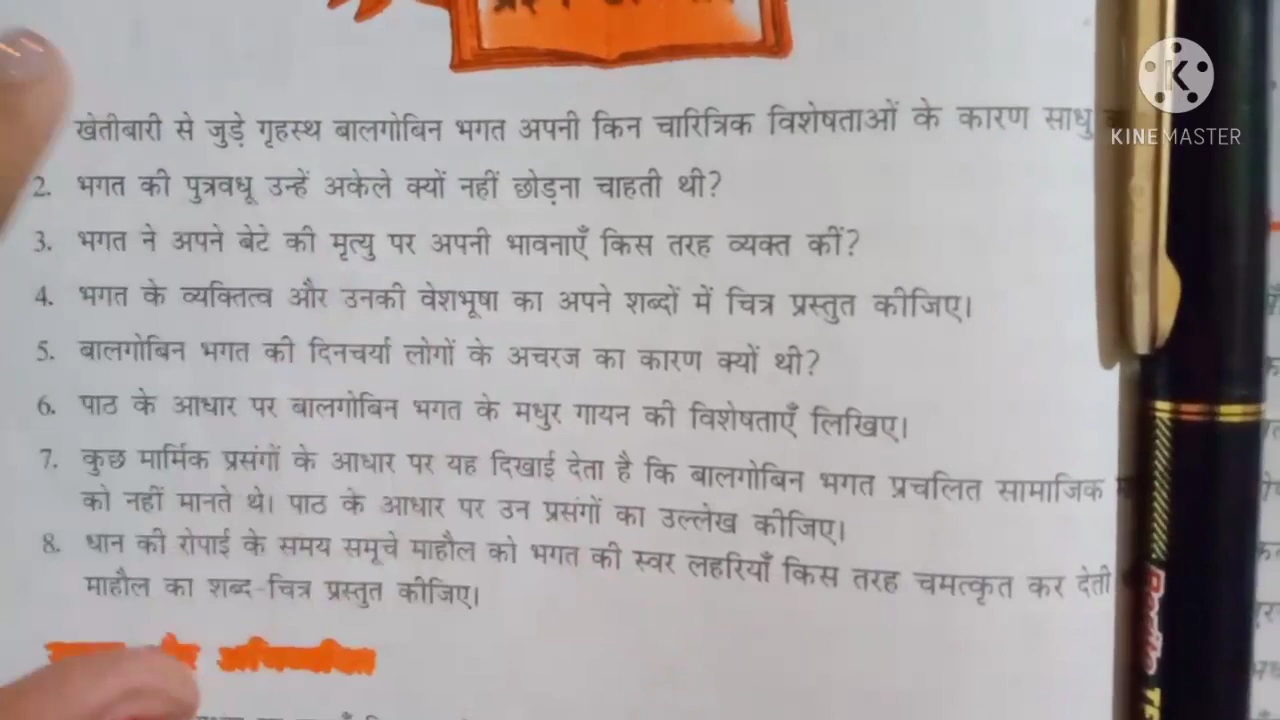 KINEMASTER
खेतीबारी से जुड़े गृहस्थ बालगोबिन भगत अपनी किन चारित्रिक विशेषताओं के कारण साधु
2. भगत की पुत्रवधू उन्हें अकेले क्यों नहीं छोड़ना चाहती थी?
3. भगत ने अपने बेटे की मृत्यु पर अपनी भावनाएँ किस तरह व्यक्त कीं?
4. भगत के व्यक्तित्व और उनकी वेशभूषा का अपने शब्दों में चित्र प्रस्तुत कीजिए।
5. बालगोबिन भगत की दिनचर्या लोगों के अचरज का कारण क्यों थी?
6. पाठ के आधार पर बालगोबिन भगत के मधुर गायन की विशेषताएँ लिखिए।
7. कुछ मार्मिक प्रसंगों के आधार पर यह दिखाई देता है कि बालगोबिन भगत प्रचलित सामाजिक
को नहीं मानते थे। पाठ के आधार पर उन प्रसंगों का उल्लेख कीजिए।
8. धान की रोपाई के समय समूचे माहौल को भगत की स्वर लहरियाँ किस तरह चमत्कृत कर देती
माहौल का शब्द-चित्र प्रस्तुत कीजिए।